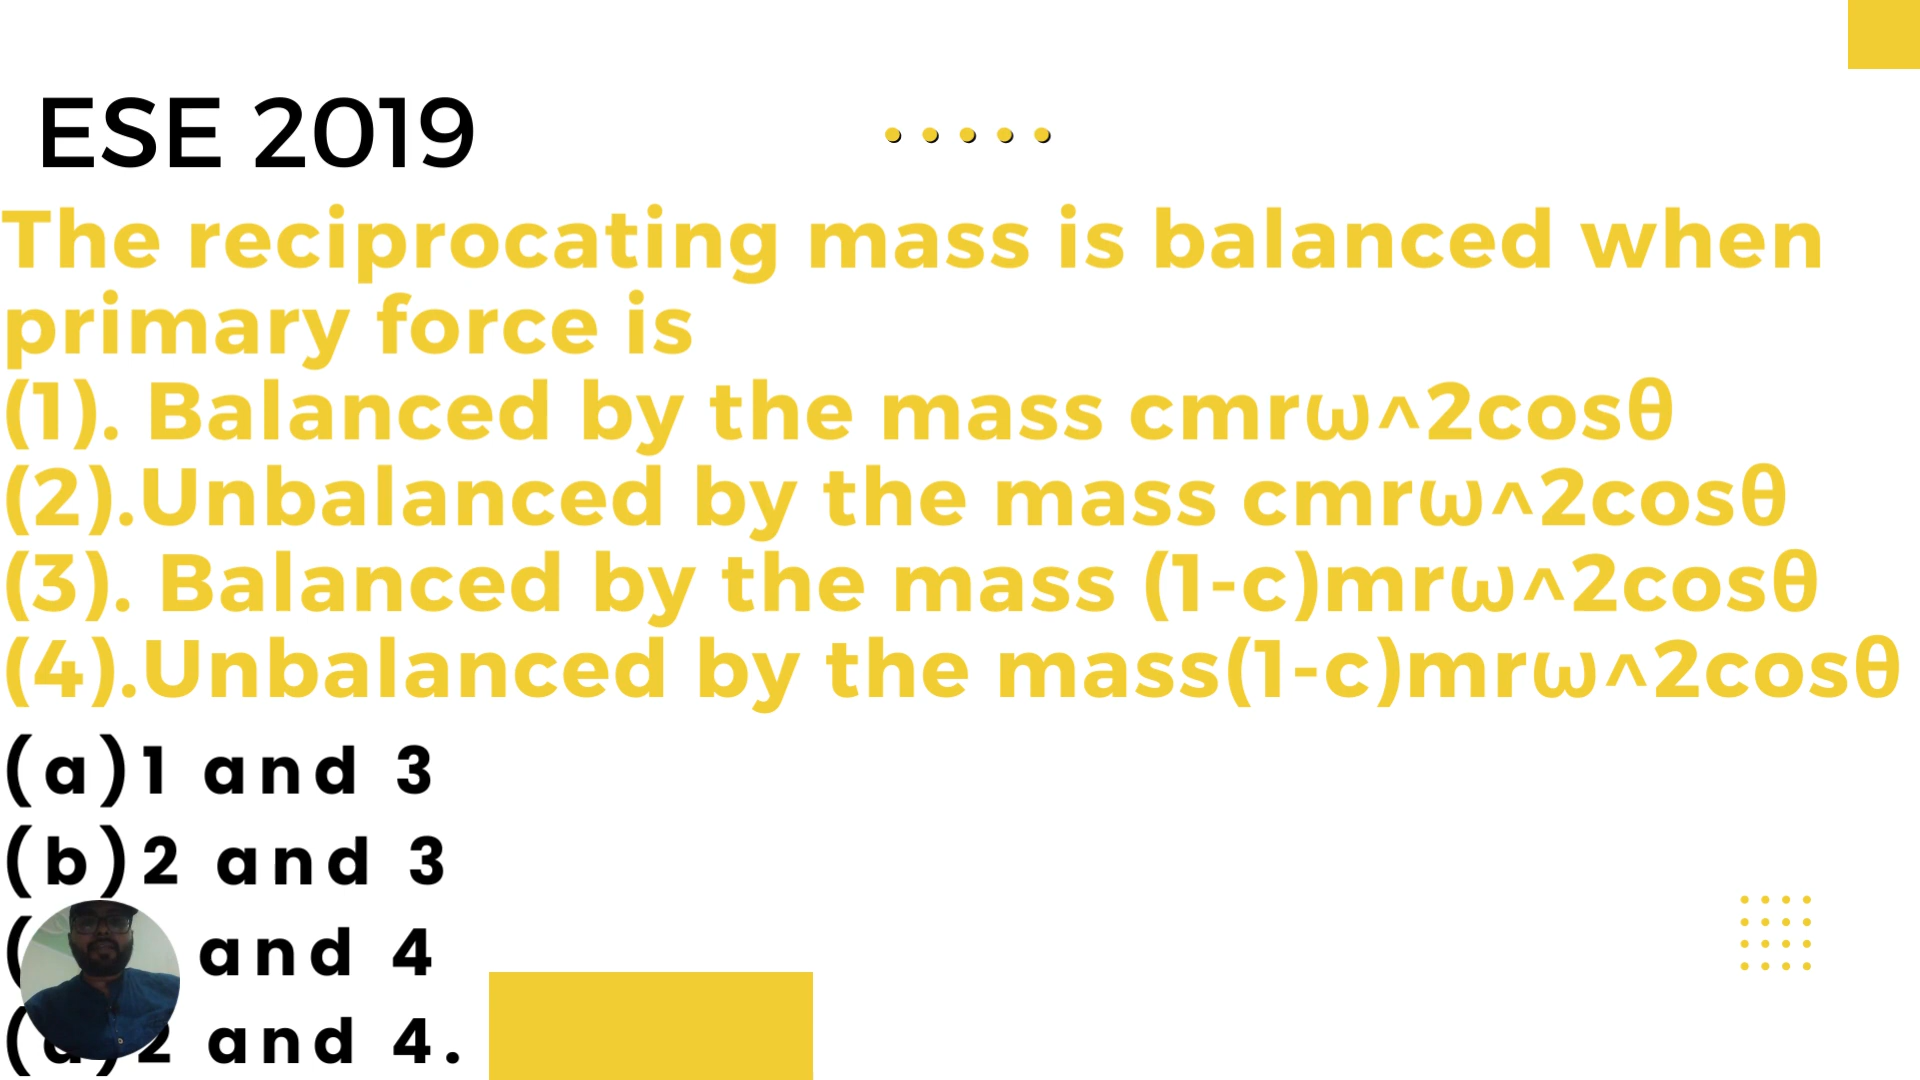 ESE 2019
The reciprocating mass is balanced when
primary force is
(1). Balanced by the mass cmrω^2cosθ
(2).Unbalanced by the mass cmrω^2cosθ
(3). Balanced by the mass (1-c)mrω^2cosθ
(4).Unbalanced by the mass(1-c)mrω^2cosθ
(a)1 and 3
(b)2 and 3
( and 4
(d)2 and 4.